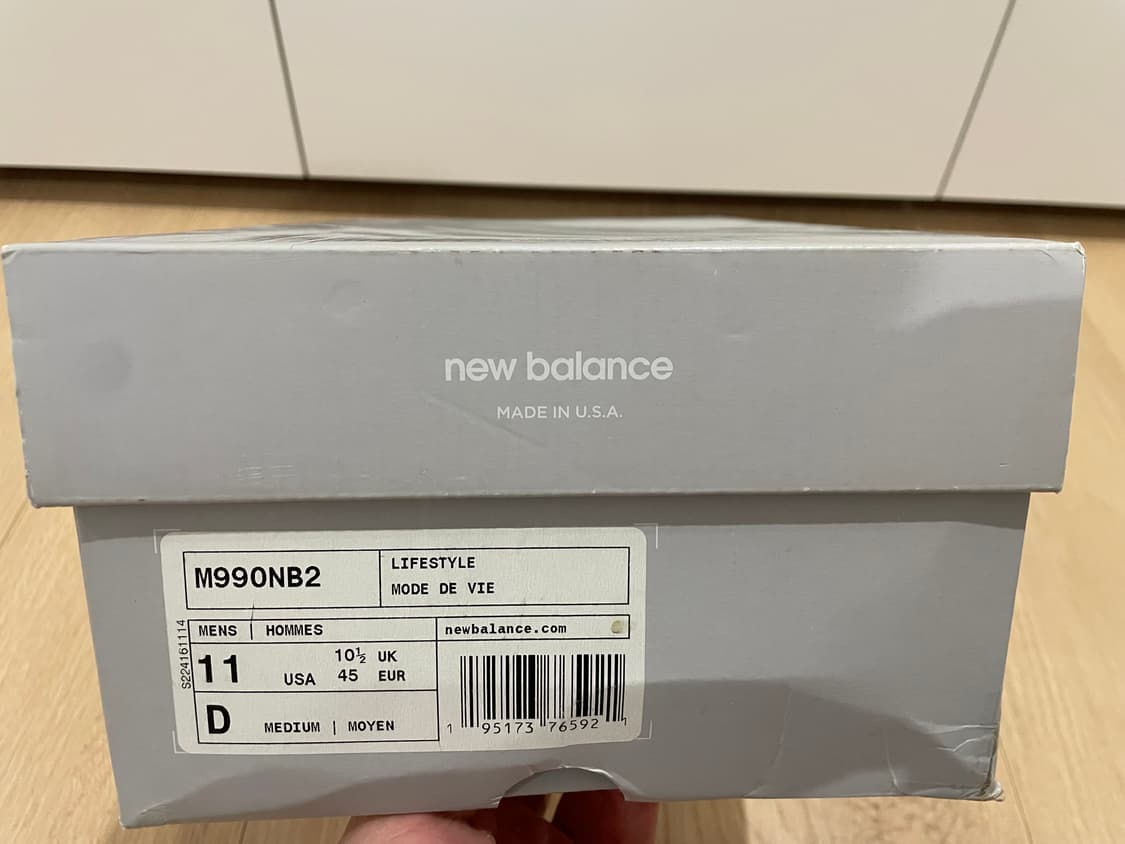 new balance
MADE IN U.S.A.
M990NB2
LIFESTYLE
MODE DE VIE
MENS | HOMMES
newbalance.com
S224161114
11 USA
10½ UK
45 EUR
D MEDIUM | MOYEN
1 95173 76592 1